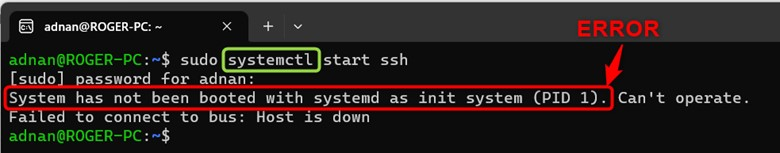 adnan@ROGER-PC: ~
ERROR
adnan@ROGER-PC:~$ sudo systemctl start ssh
[sudo] password for adnan:
System has not been booted with systemd as init system (PID 1). Can't operate.
Failed to connect to bus: Host is down
adnan@ROGER-PC:~$